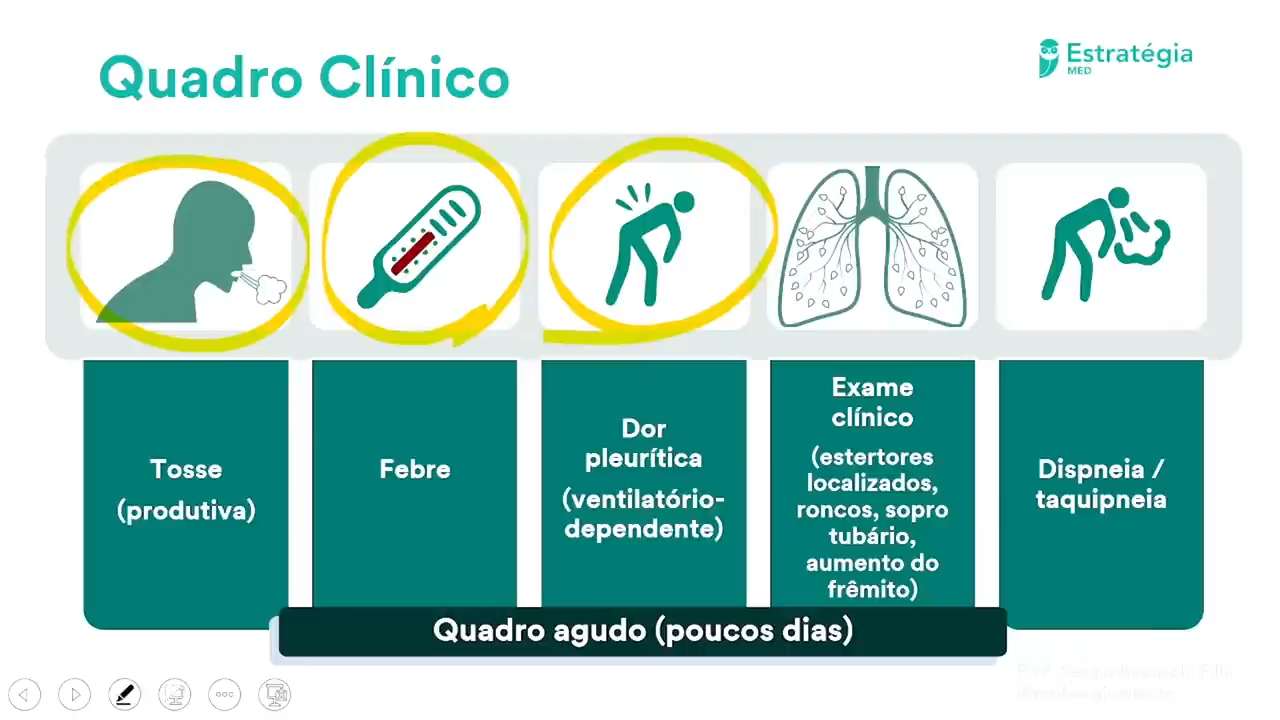 Quadro Clínico
Estratégia
MED
Tosse
(produtiva)
Febre
Dor
pleurítica
(ventilatório-
dependente)
Exame
clínico
(estertores
localizados,
roncos, sopro
tubário,
aumento do
frêmito)
Dispneia /
taquipneia
Quadro agudo (poucos dias)